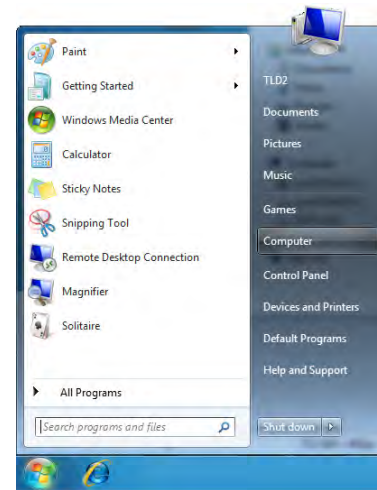 Paint
Getting Started
Windows Media Center
Calculator
Sticky Notes
Snipping Tool
Remote Desktop Connection
Magnifier
Solitaire
All Programs
Search programs and files
TLD2
Documents
Pictures
Music
Games
Computer
Control Panel
Devices and Printers
Default Programs
Help and Support
Shut down